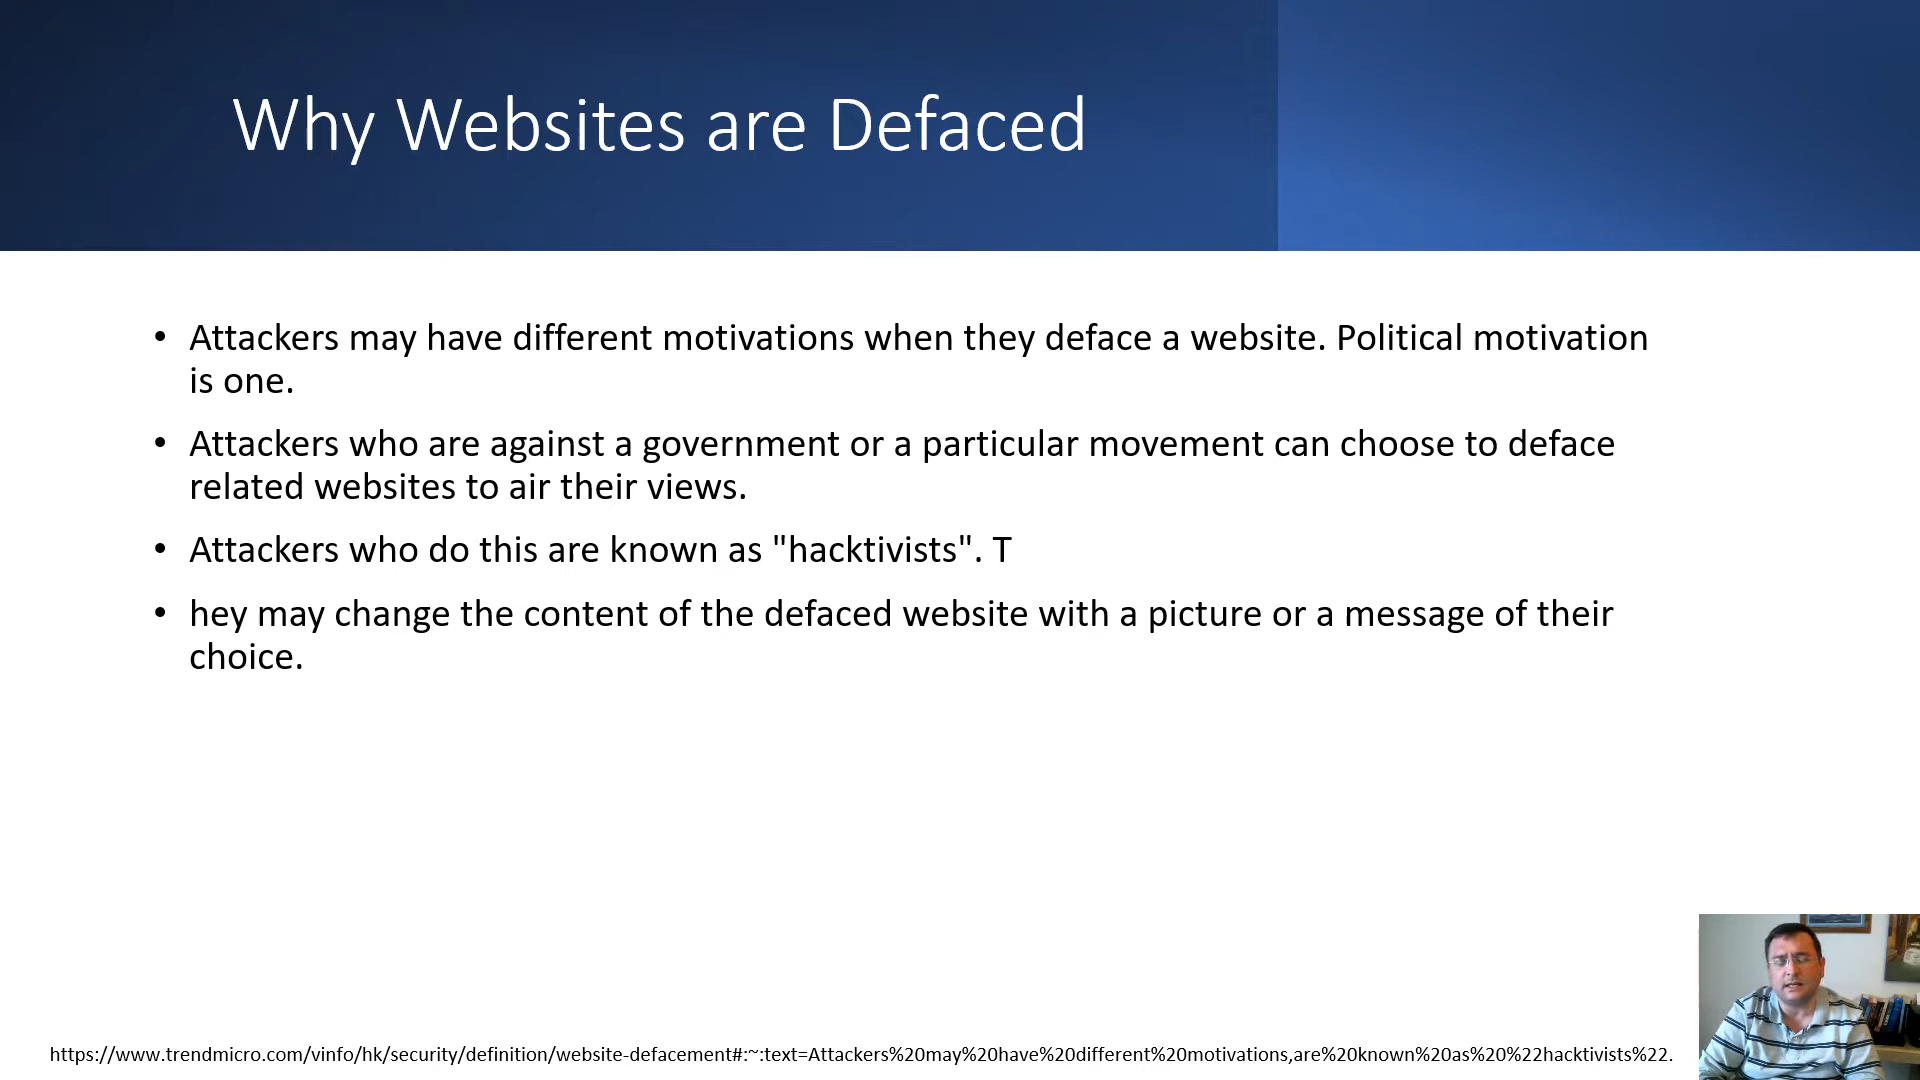 Why Websites are Defaced
• Attackers may have different motivations when they deface a website. Political motivation
is one.
• Attackers who are against a government or a particular movement can choose to deface
related websites to air their views.
• Attackers who do this are known as "hacktivists". T
• hey may change the content of the defaced website with a picture or a message of their
choice.
https://www.trendmicro.com/vinfo/hk/security/definition/website-defacement#:~:text=Attackers%20may%20have%20different%20motivations,are%20known%20as%20%22hacktivists%22.